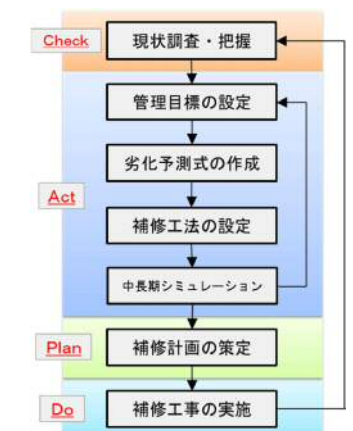 Check
現状調査・把握
管理目標の設定
劣化予測式の作成
Act
補修工法の設定
中長期シミュレーション
Plan
補修計画の策定
Do
補修工事の実施